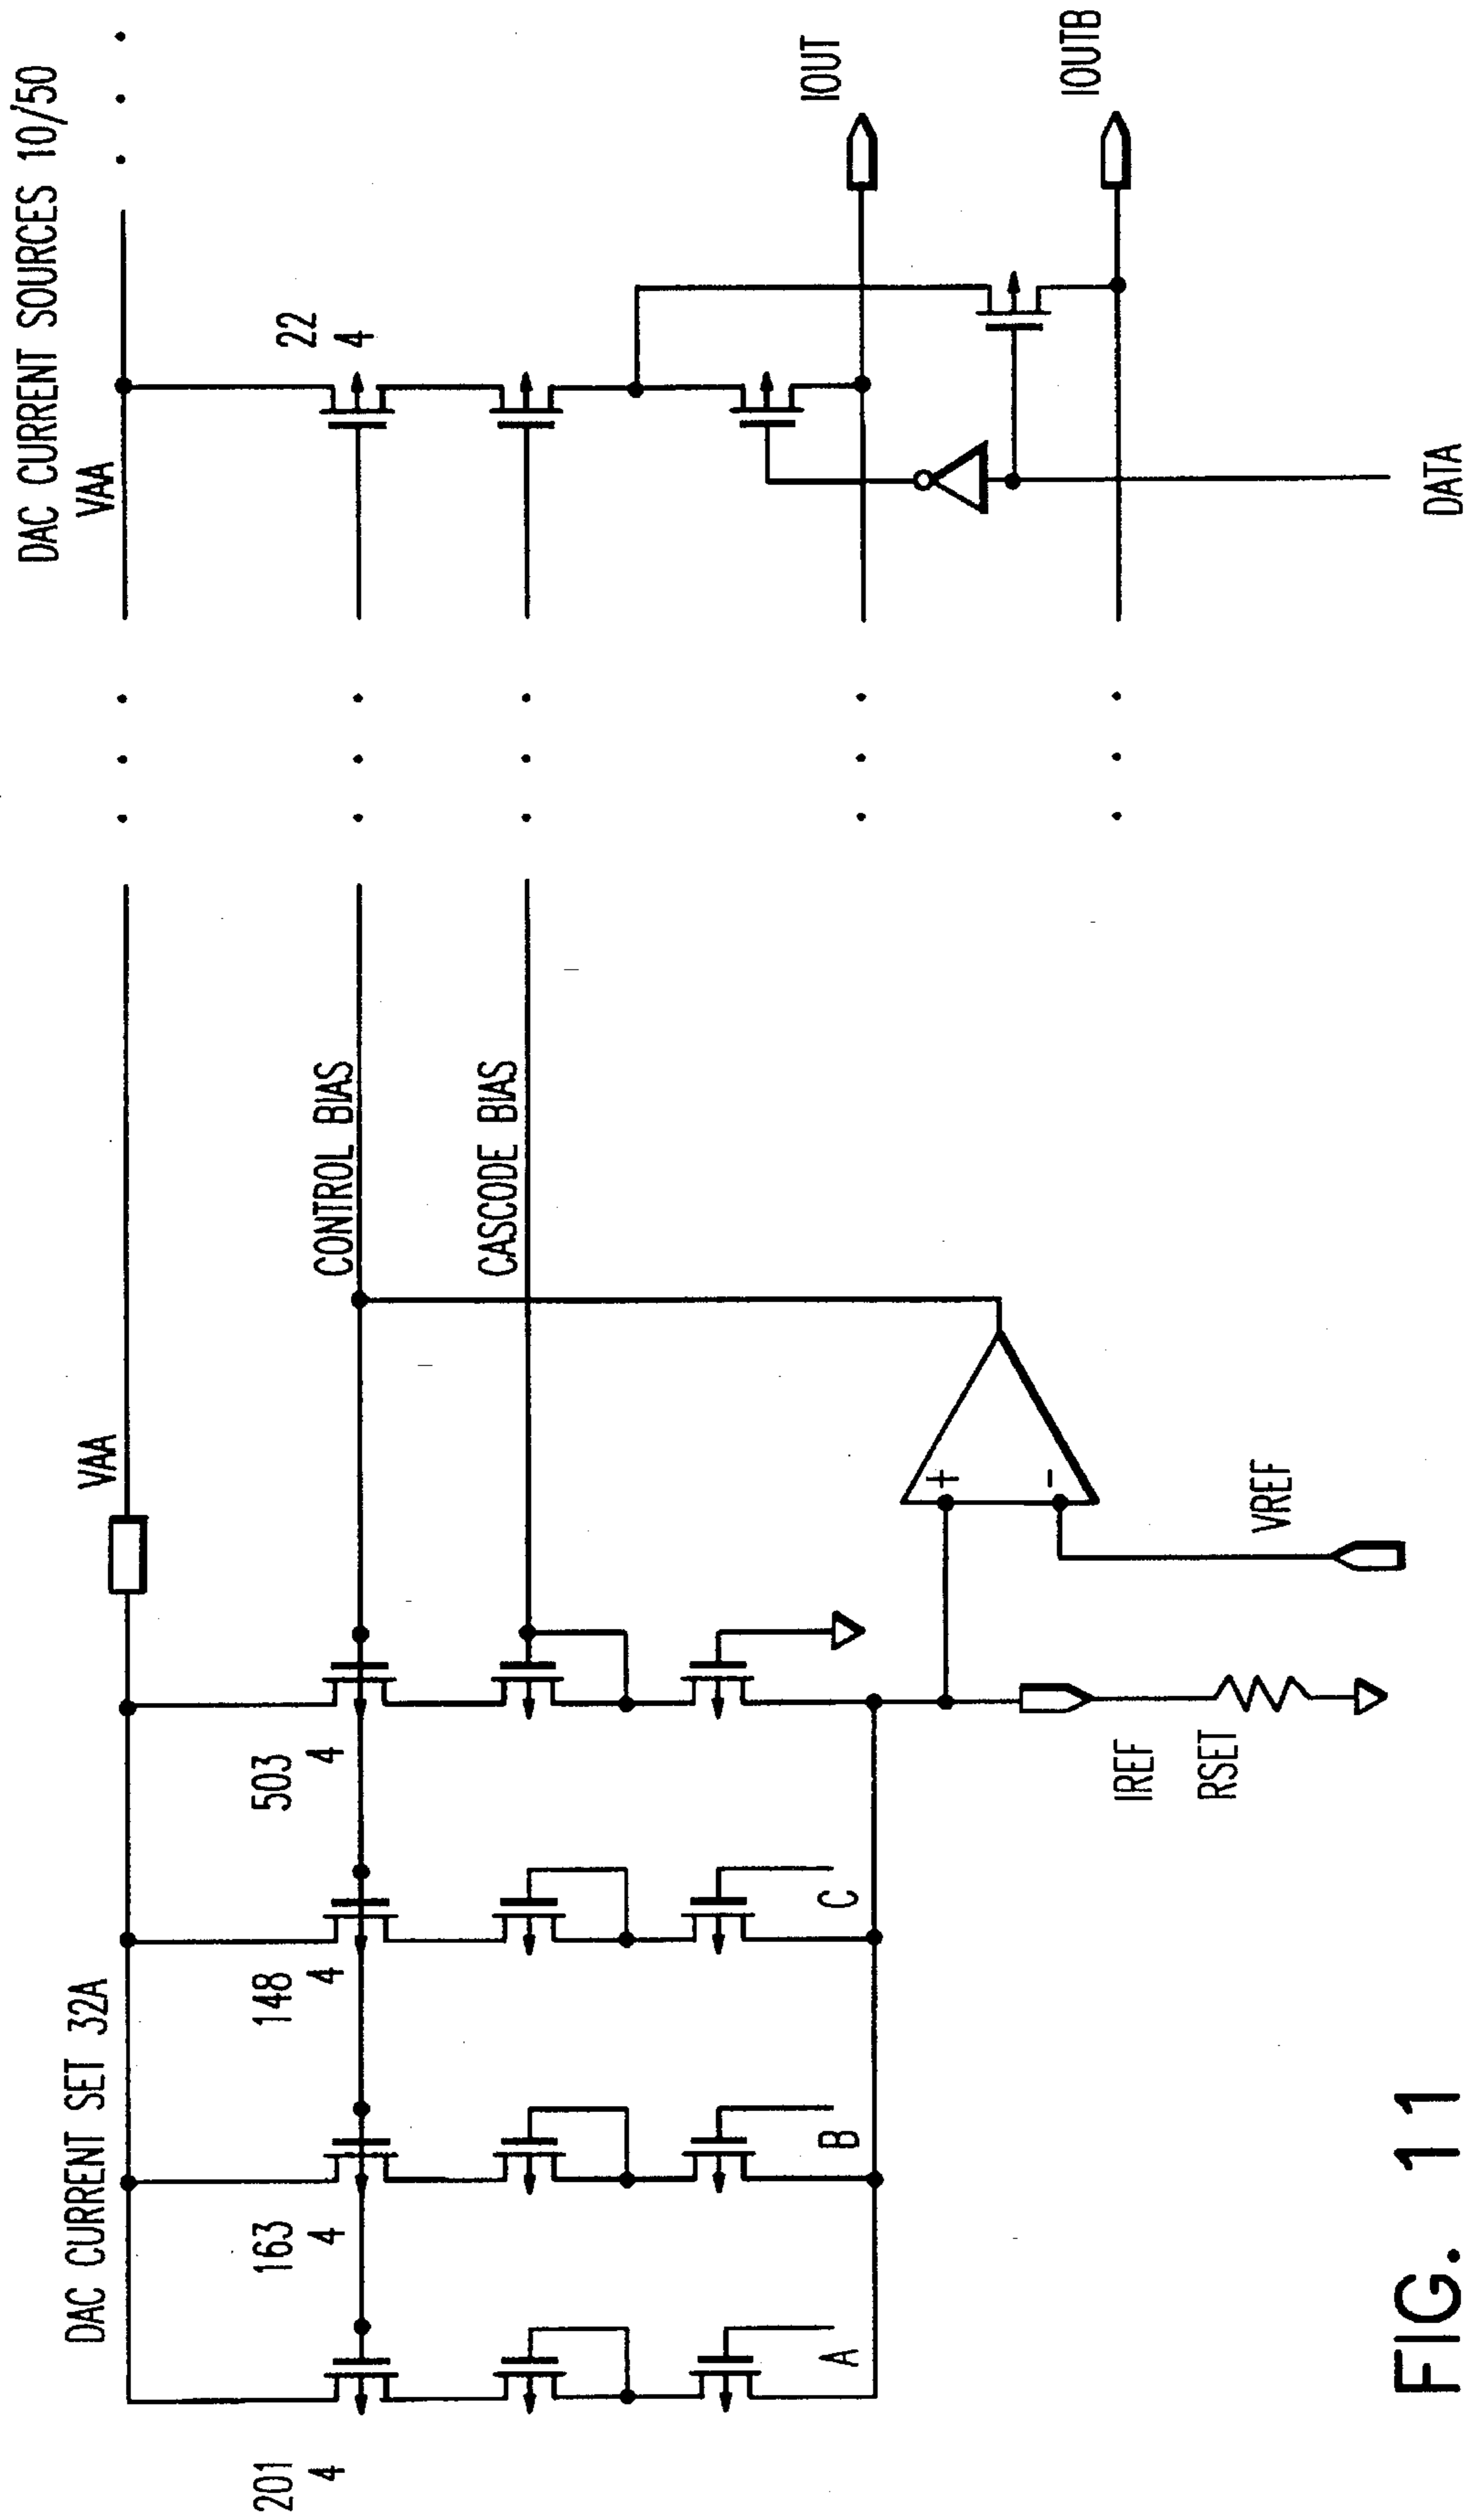 DAC CURRENT SET 32A
VAA
DAC CURRENT SOURCES 10/50
VAA
201
4
163
4
148
4
503
4
22
4
CONTROL BIAS
CASCODE BIAS
A
B
C
+
-
IREF
RSET
VREF
IOUT
IOUTB
DATA
FIG. 11